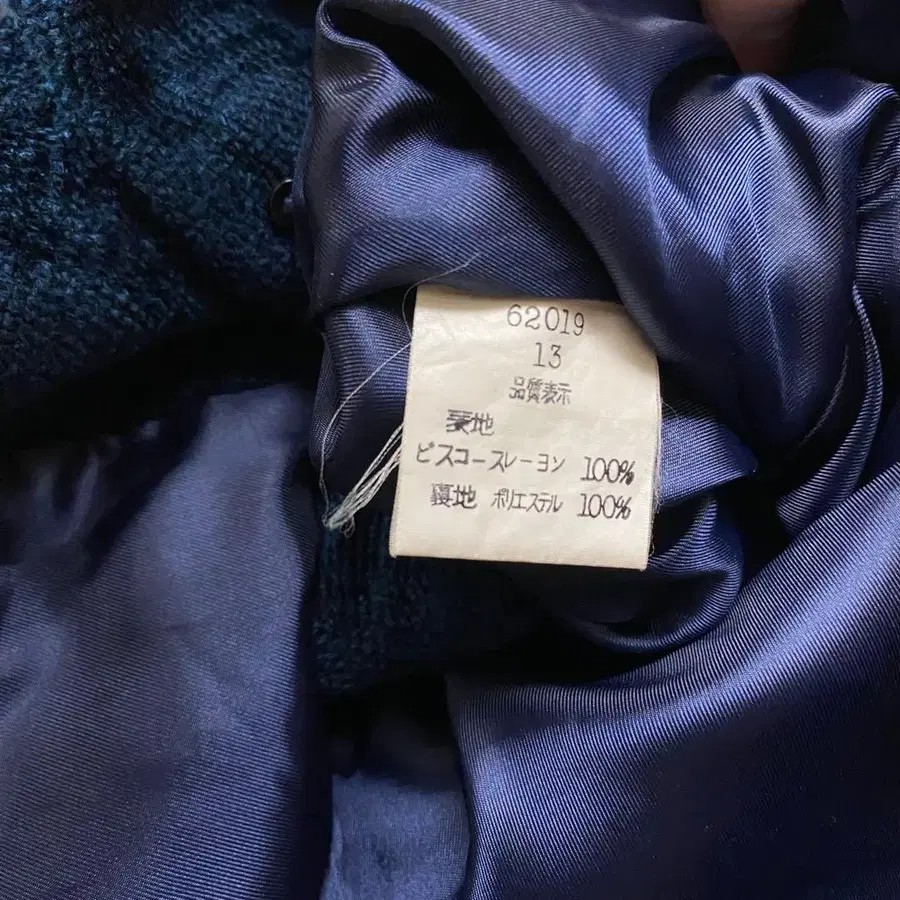 62019
13
品質表示
表地
ビスコースレーヨン 100%
裏地 ポリエステル 100%